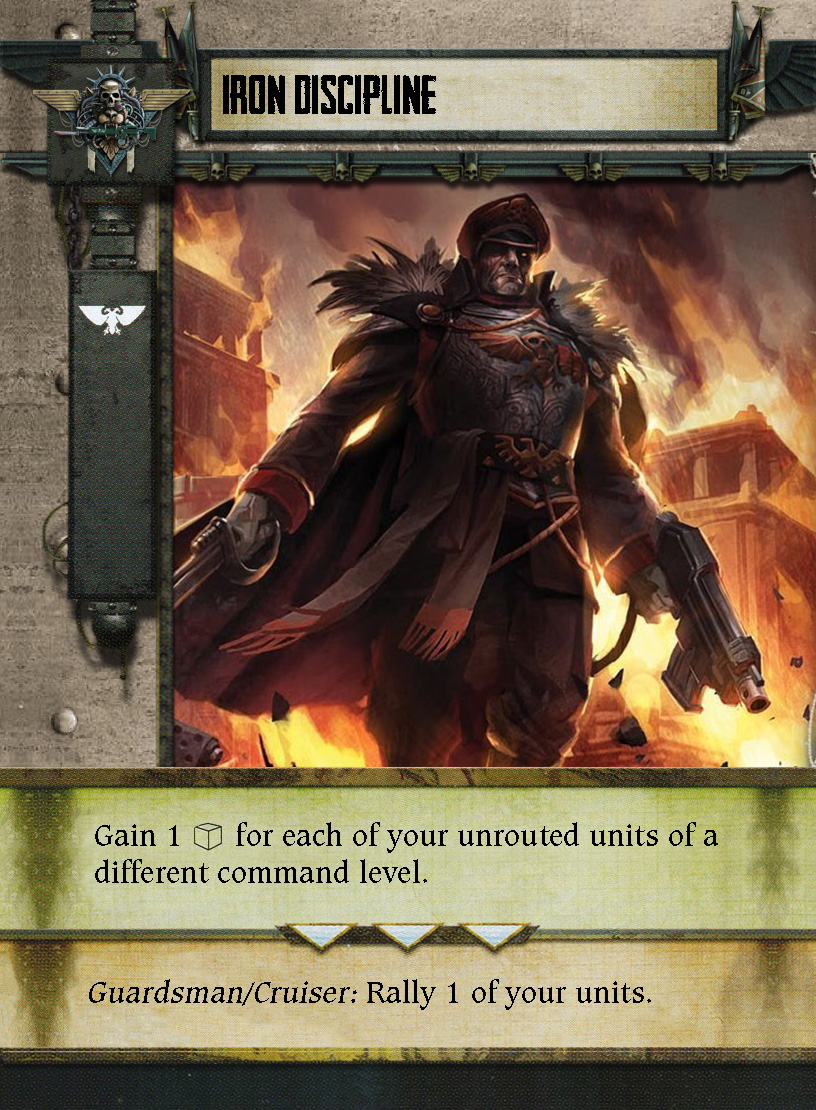 IRON DISCIPLINE
Gain 1 for each of your unrouted units of a
different command level.
Guardsman/Cruiser: Rally 1 of your units.